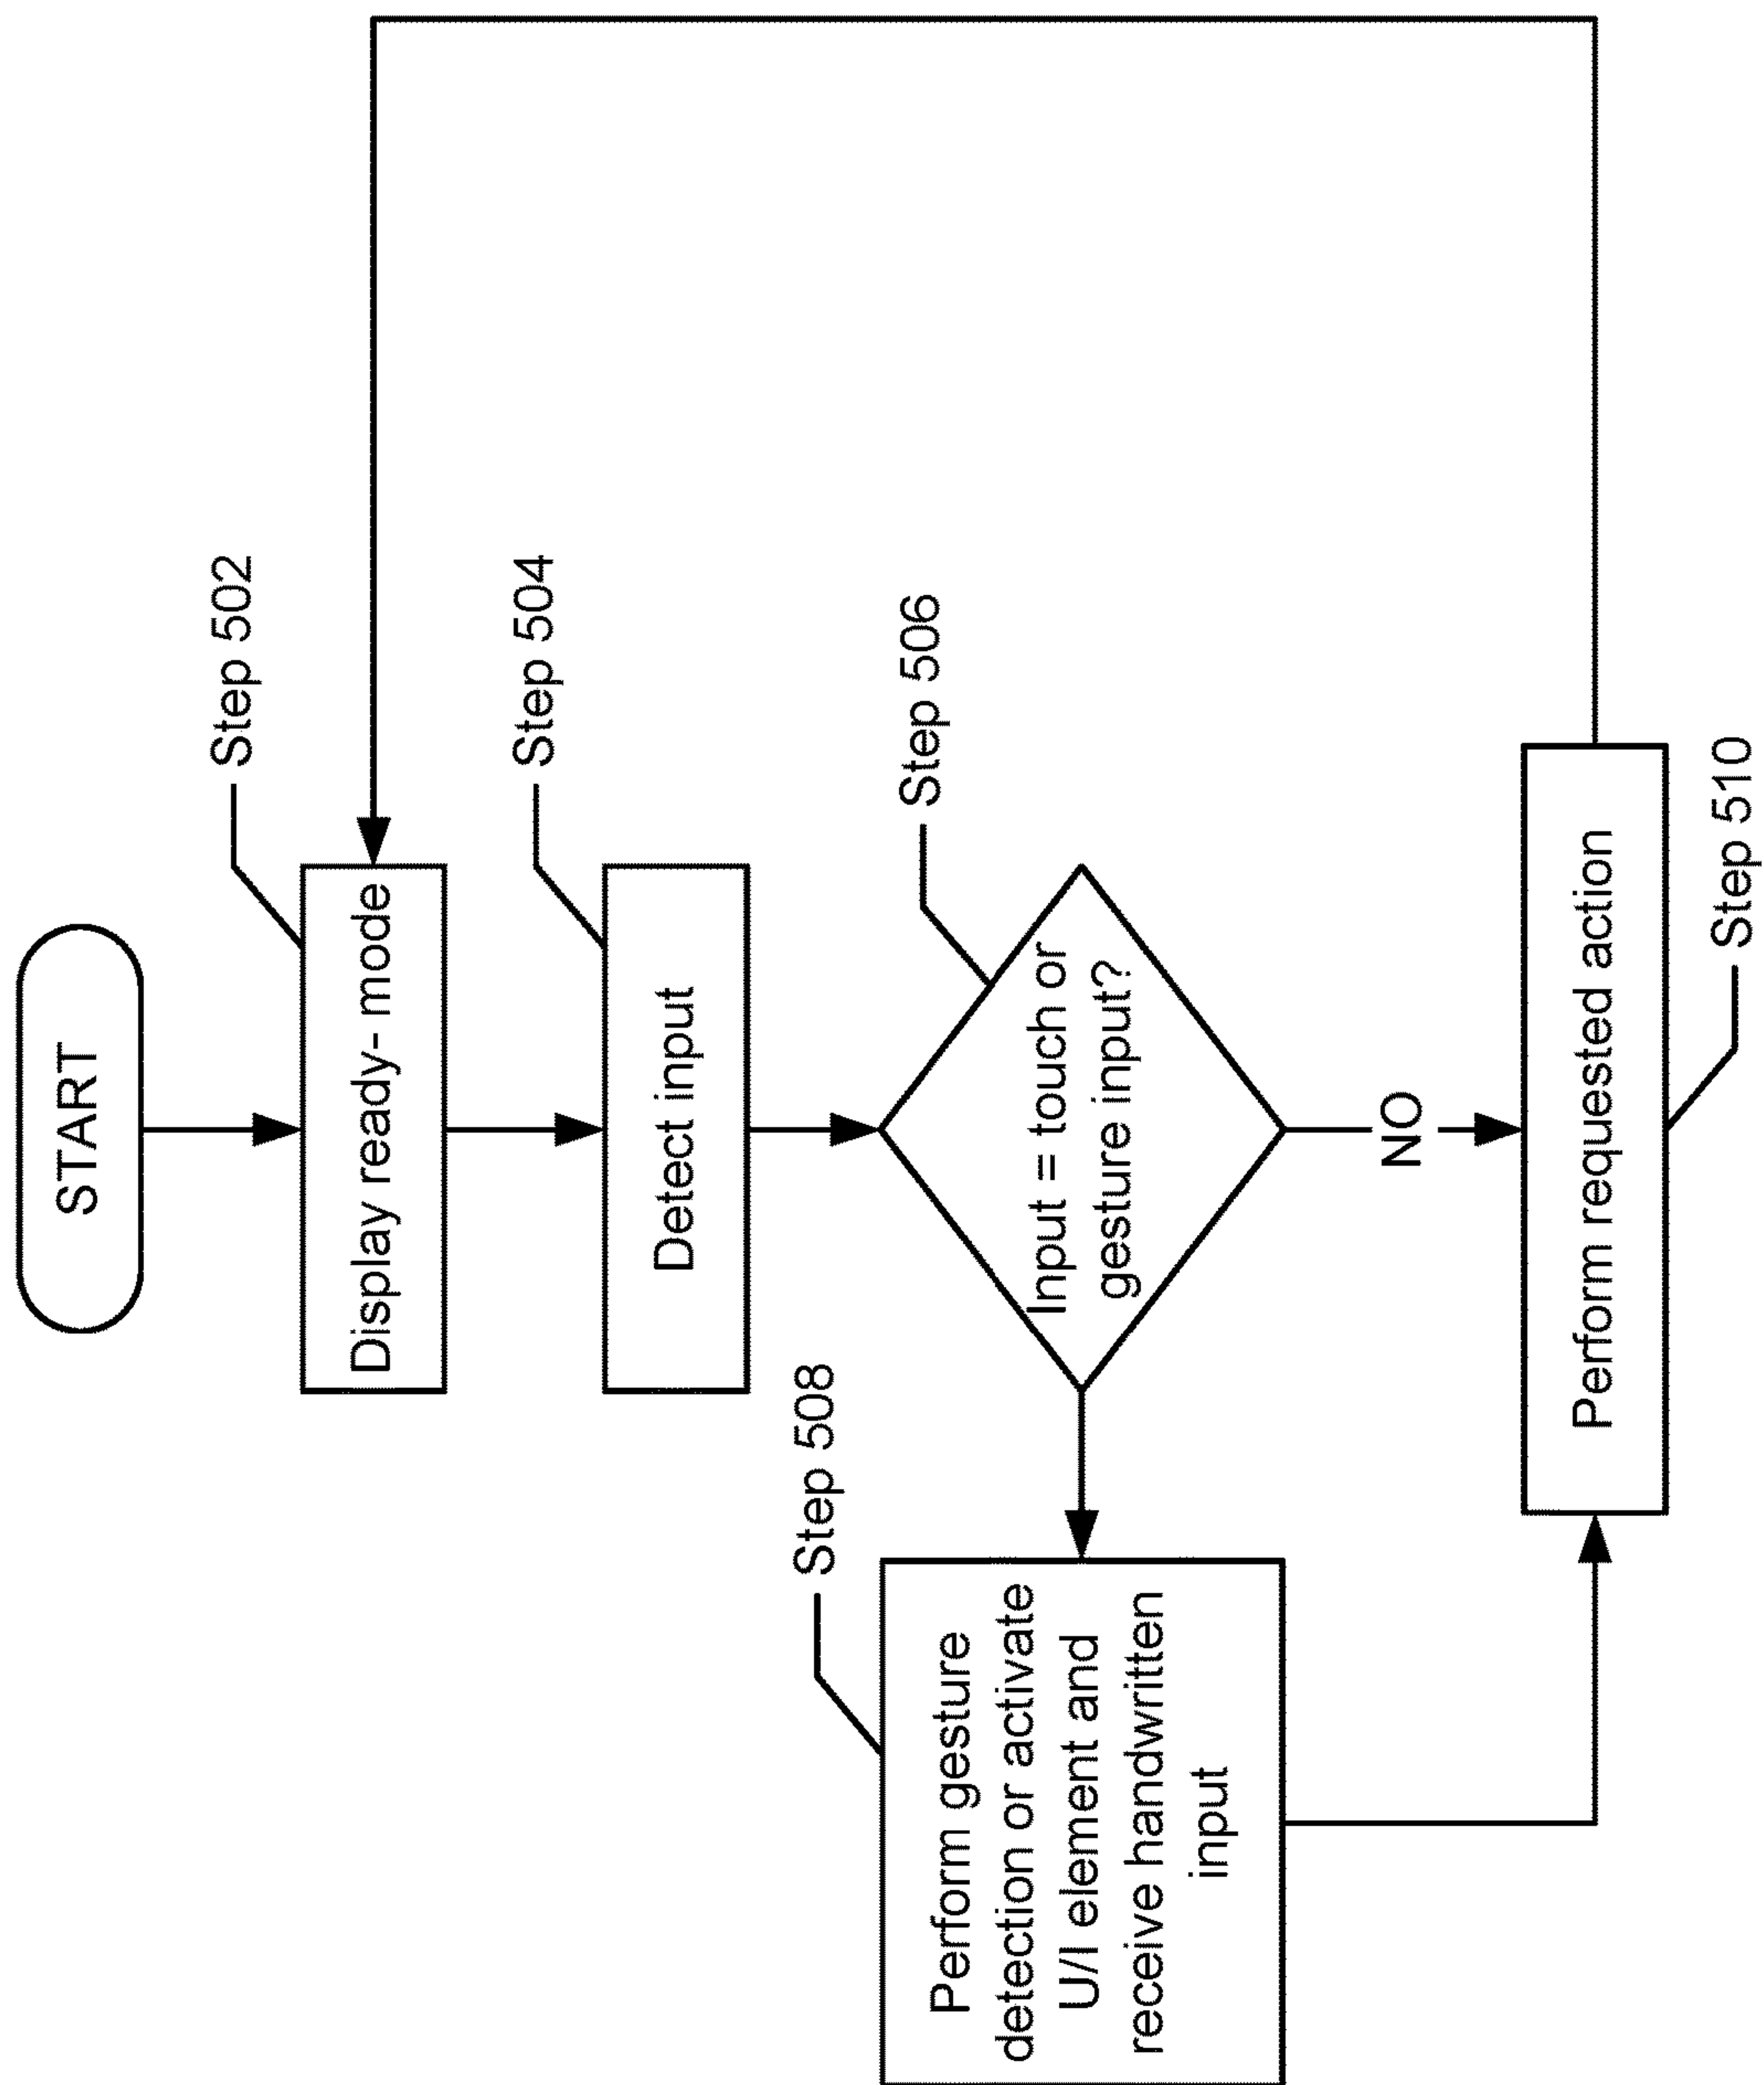 START
Step 502
Display ready- mode
Step 504
Detect input
Step 506
Input = touch or
gesture input?
Step 508
Perform gesture
detection or activate
U/I element and
receive handwritten
input
NO
Perform requested action
Step 510